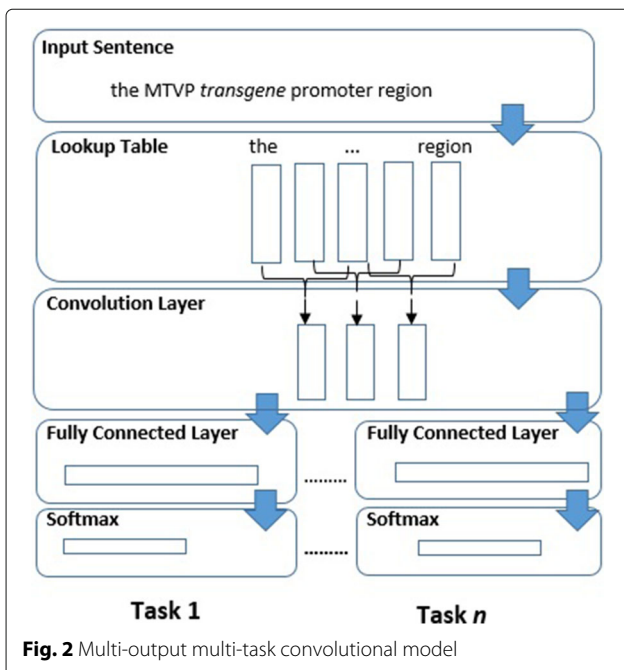 Input Sentence
the MTVP transgene promoter region
Lookup Table the ... region
Convolution Layer
Fully Connected Layer Fully Connected Layer
.........
Softmax Softmax
.........
Task 1 Task n
Fig. 2 Multi-output multi-task convolutional model